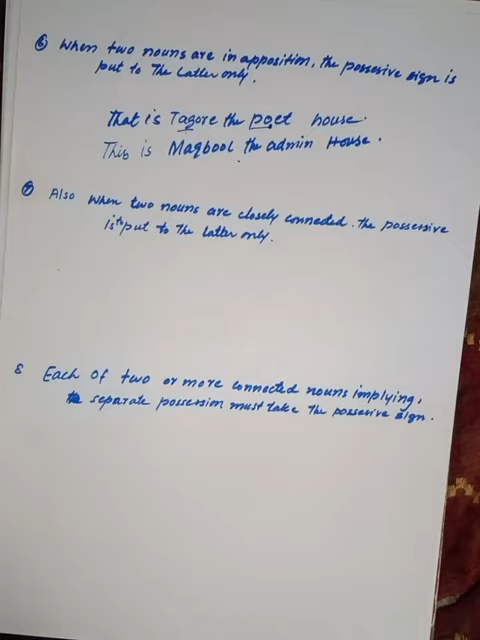 ⑥ When two nouns are in apposition, the possesive sign is
put to The Latter only.
That is Tagore the poet house.
This is Maqbool the admin House.
⑦ Also When two nouns are closely connected. the possessive
is to put to The latter only.
8 Each of two or more connected nouns implying,
separate possession must take The possesive sign.